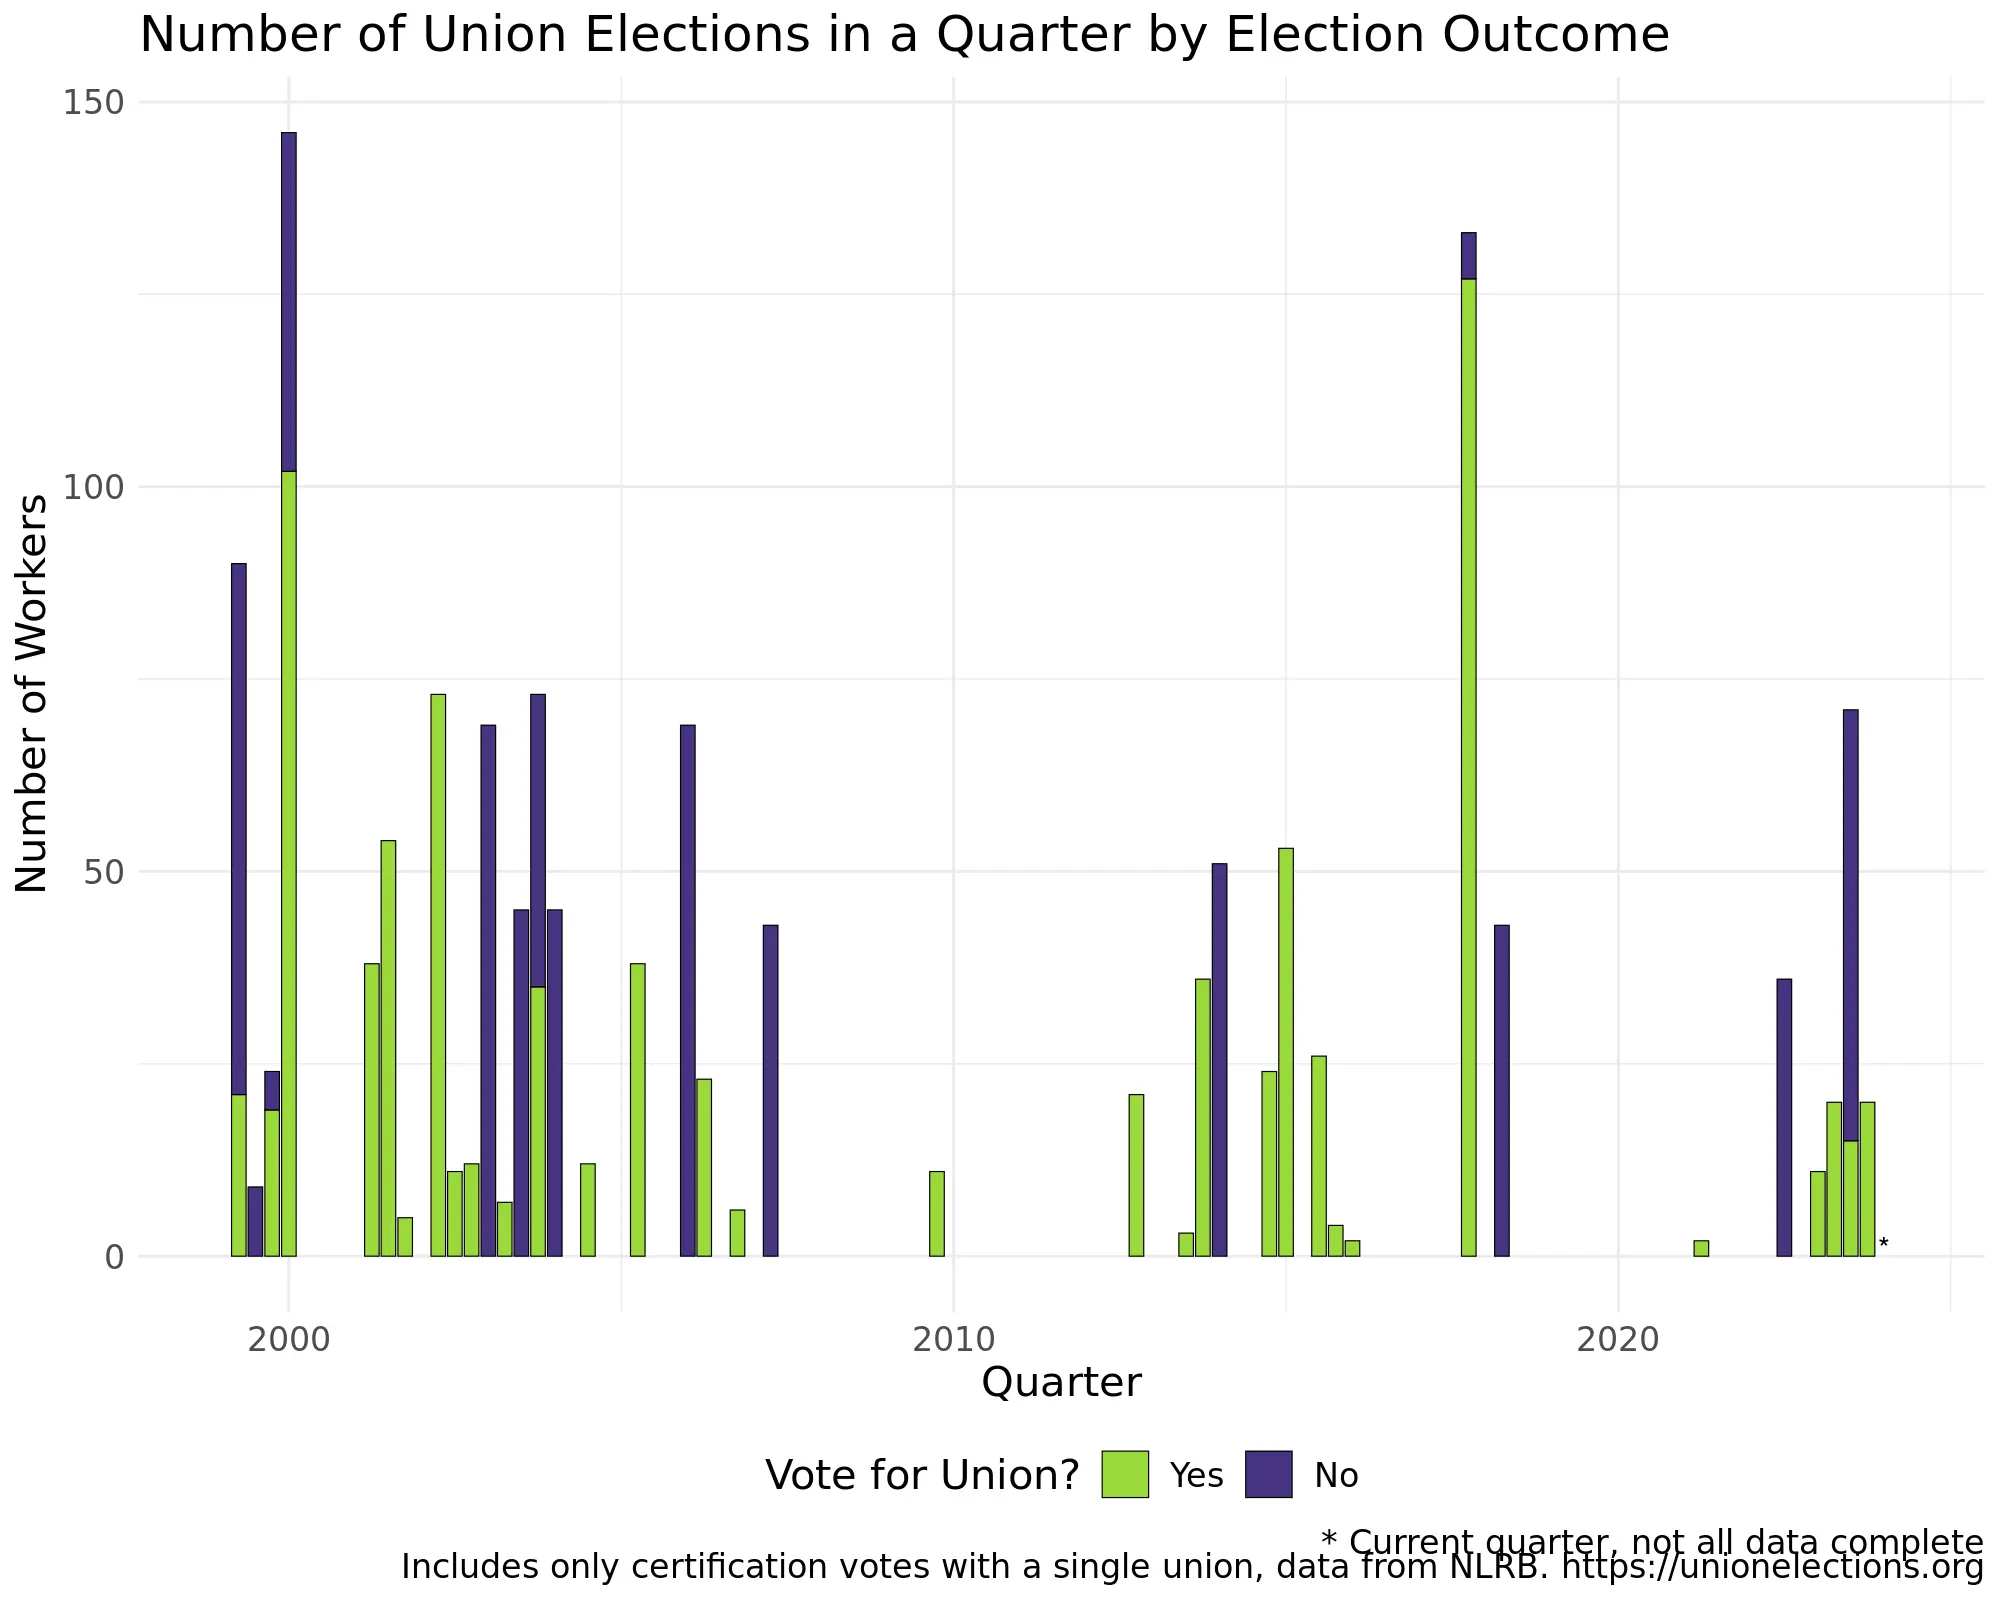 Number of Union Elections in a Quarter by Election Outcome
150
100
50
0
Number of Workers
*
2000 2010 2020
Quarter
Vote for Union? Yes No
* Current quarter, not all data complete
Includes only certification votes with a single union, data from NLRB. https://unionelections.org